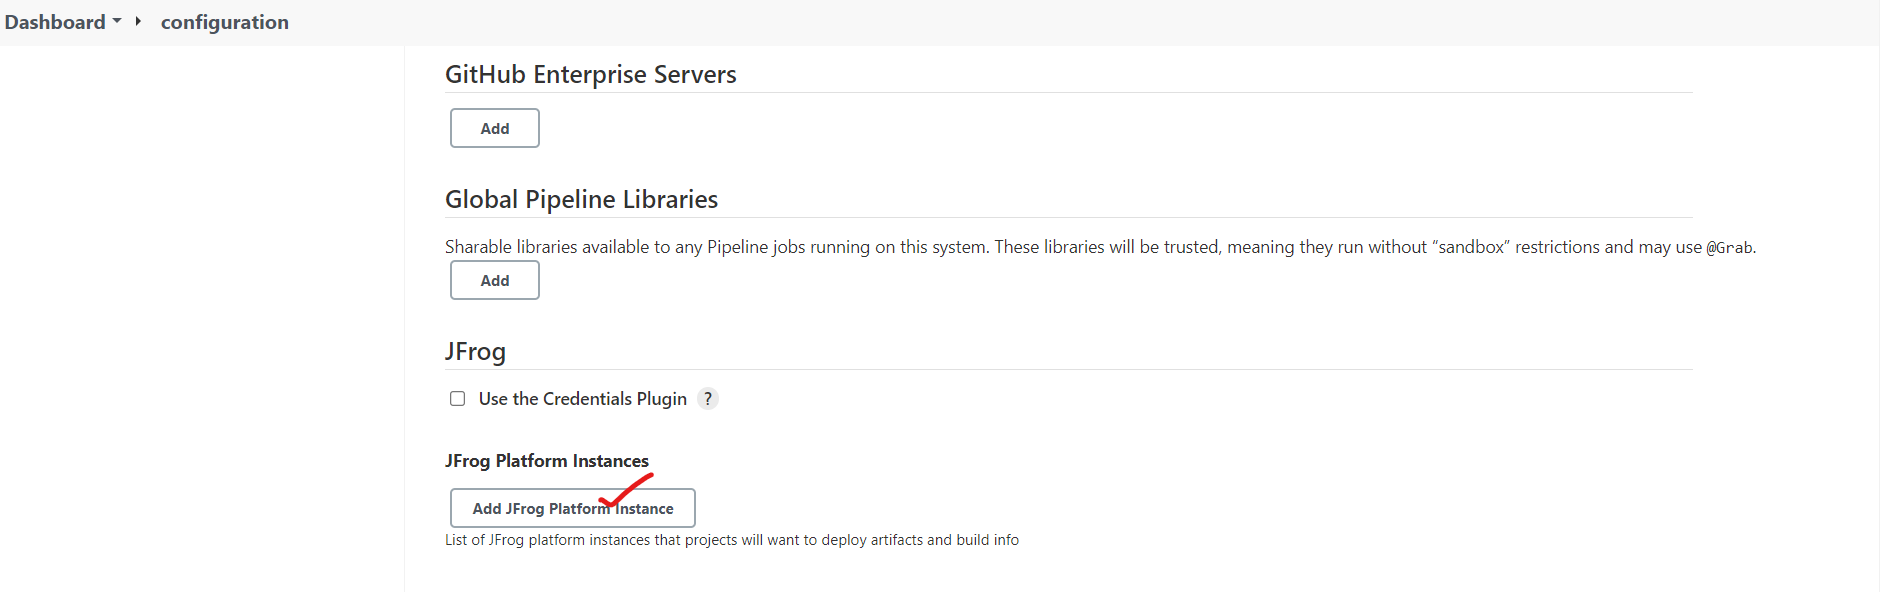 Dashboard configuration
GitHub Enterprise Servers
Add
Global Pipeline Libraries
Sharable libraries available to any Pipeline jobs running on this system. These libraries will be trusted, meaning they run without “sandbox” restrictions and may use @Grab.
Add
JFrog
Use the Credentials Plugin ?
JFrog Platform Instances
Add JFrog Platform Instance
List of JFrog platform instances that projects will want to deploy artifacts and build info